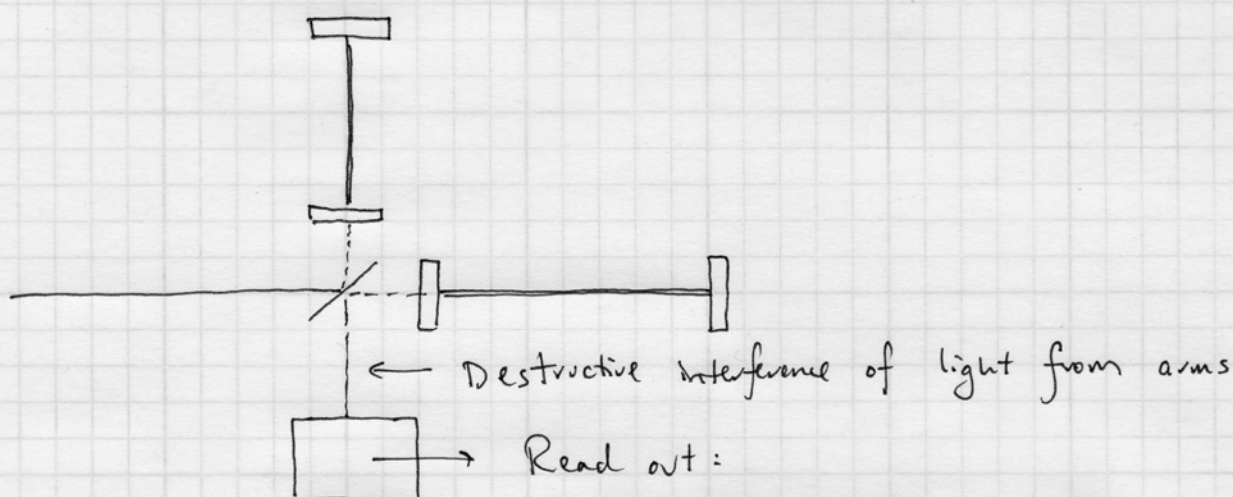 ← Destructive interference of light from arms
→ Read out: